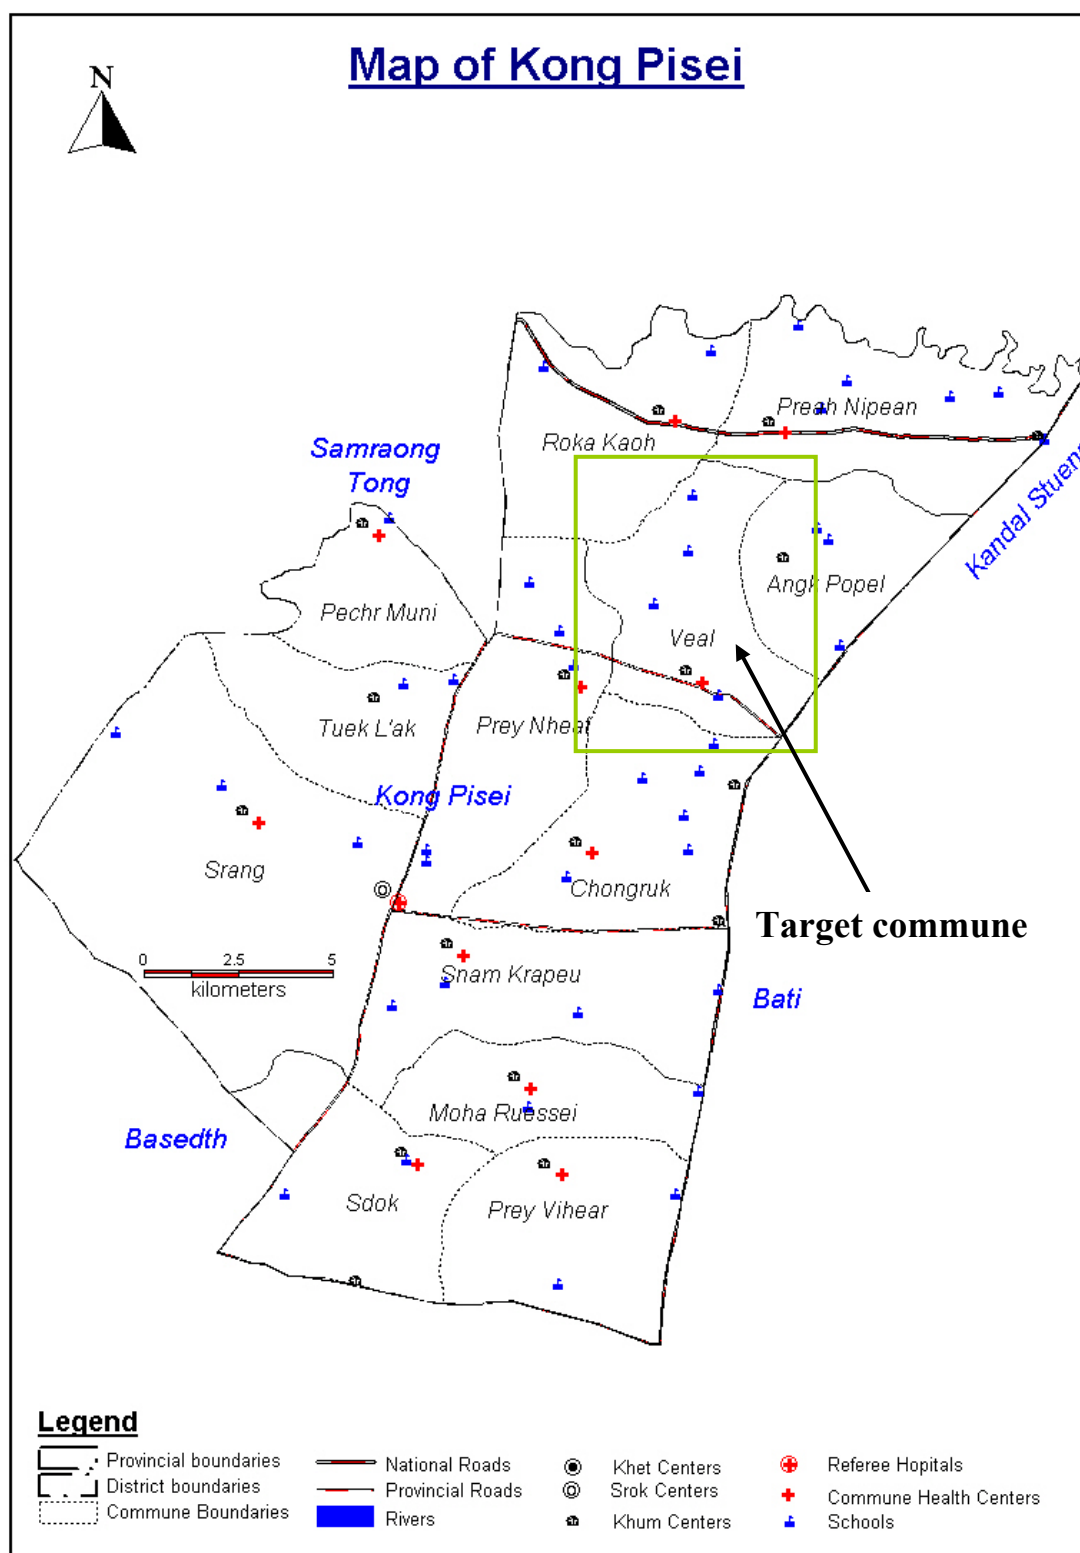 Map of Kong Pisei
N
Preah Nipean
Roka Kaoh
Samraong
Tong
Kandal Stueng
Angk Popel
Pechr Muni
Veal
Tuek L'ak
Prey Nheat
Kong Pisei
Srang
Chongruk
Target commune
0 2.5 5
kilometers
Snam Krapeu
Bati
Moha Ruessei
Basedth
Sdok
Prey Vihear
Legend
Provincial boundaries
District boundaries
Commune Boundaries
National Roads
Provincial Roads
Rivers
Khet Centers
Srok Centers
Khum Centers
Referee Hopitals
Commune Health Centers
Schools